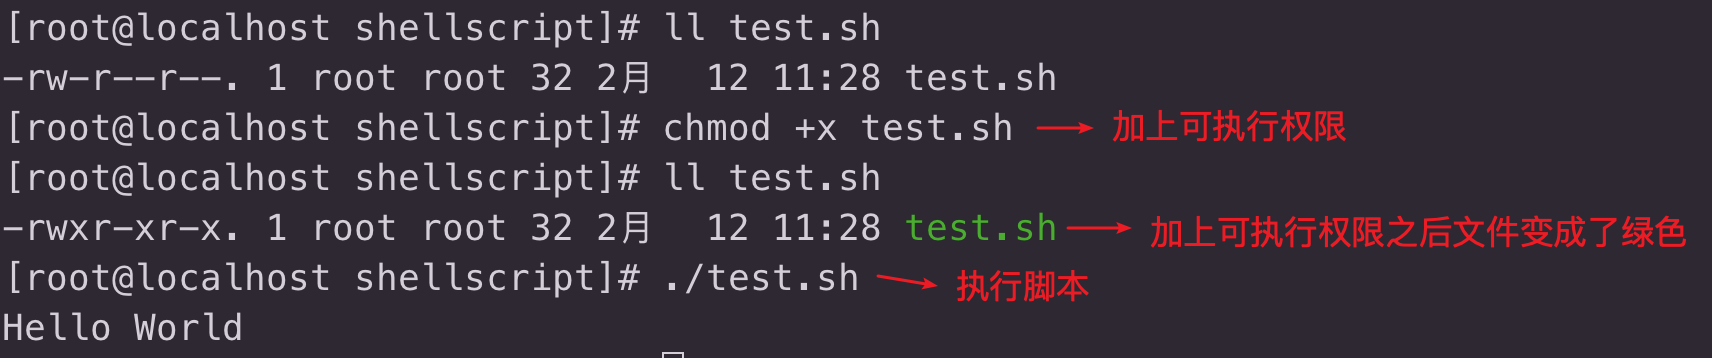 [root@localhost shellscript]# ll test.sh
-rw-r--r--. 1 root root 32 2月  12 11:28 test.sh
[root@localhost shellscript]# chmod +x test.sh 加上可执行权限
[root@localhost shellscript]# ll test.sh
-rwxr-xr-x. 1 root root 32 2月  12 11:28 test.sh 加上可执行权限之后文件变成了绿色
[root@localhost shellscript]# ./test.sh 执行脚本
Hello World